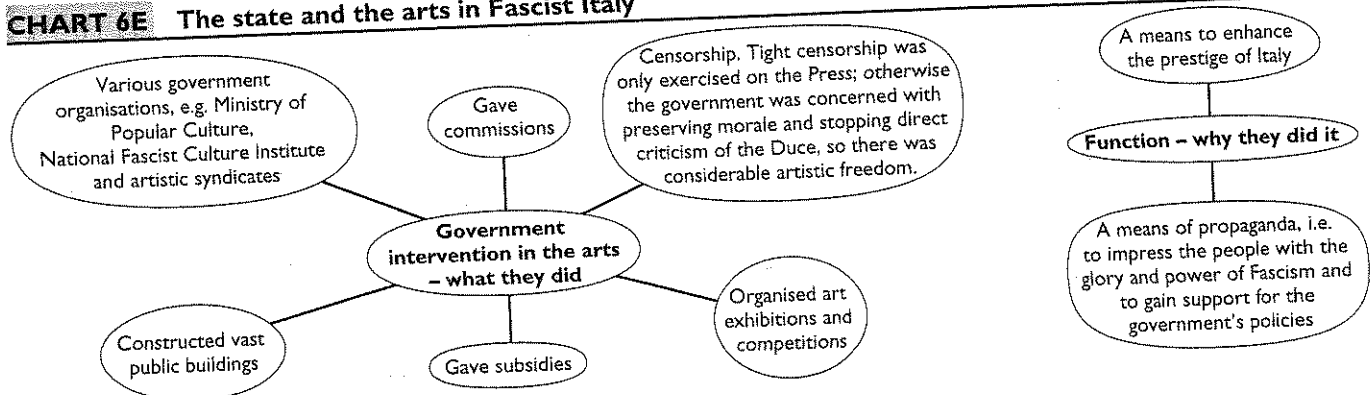 CHART 6E The state and the arts in Fascist Italy
Various government
organisations, e.g. Ministry of
Popular Culture,
National Fascist Culture Institute
and artistic syndicates
Gave
commissions
Censorship. Tight censorship was
only exercised on the Press; otherwise
the government was concerned with
preserving morale and stopping direct
criticism of the Duce, so there was
considerable artistic freedom.
Government
intervention in the arts
– what they did
Constructed vast
public buildings
Gave subsidies
Organised art
exhibitions and
competitions
A means to enhance
the prestige of Italy
Function – why they did it
A means of propaganda, i.e.
to impress the people with the
glory and power of Fascism and
to gain support for the
government's policies